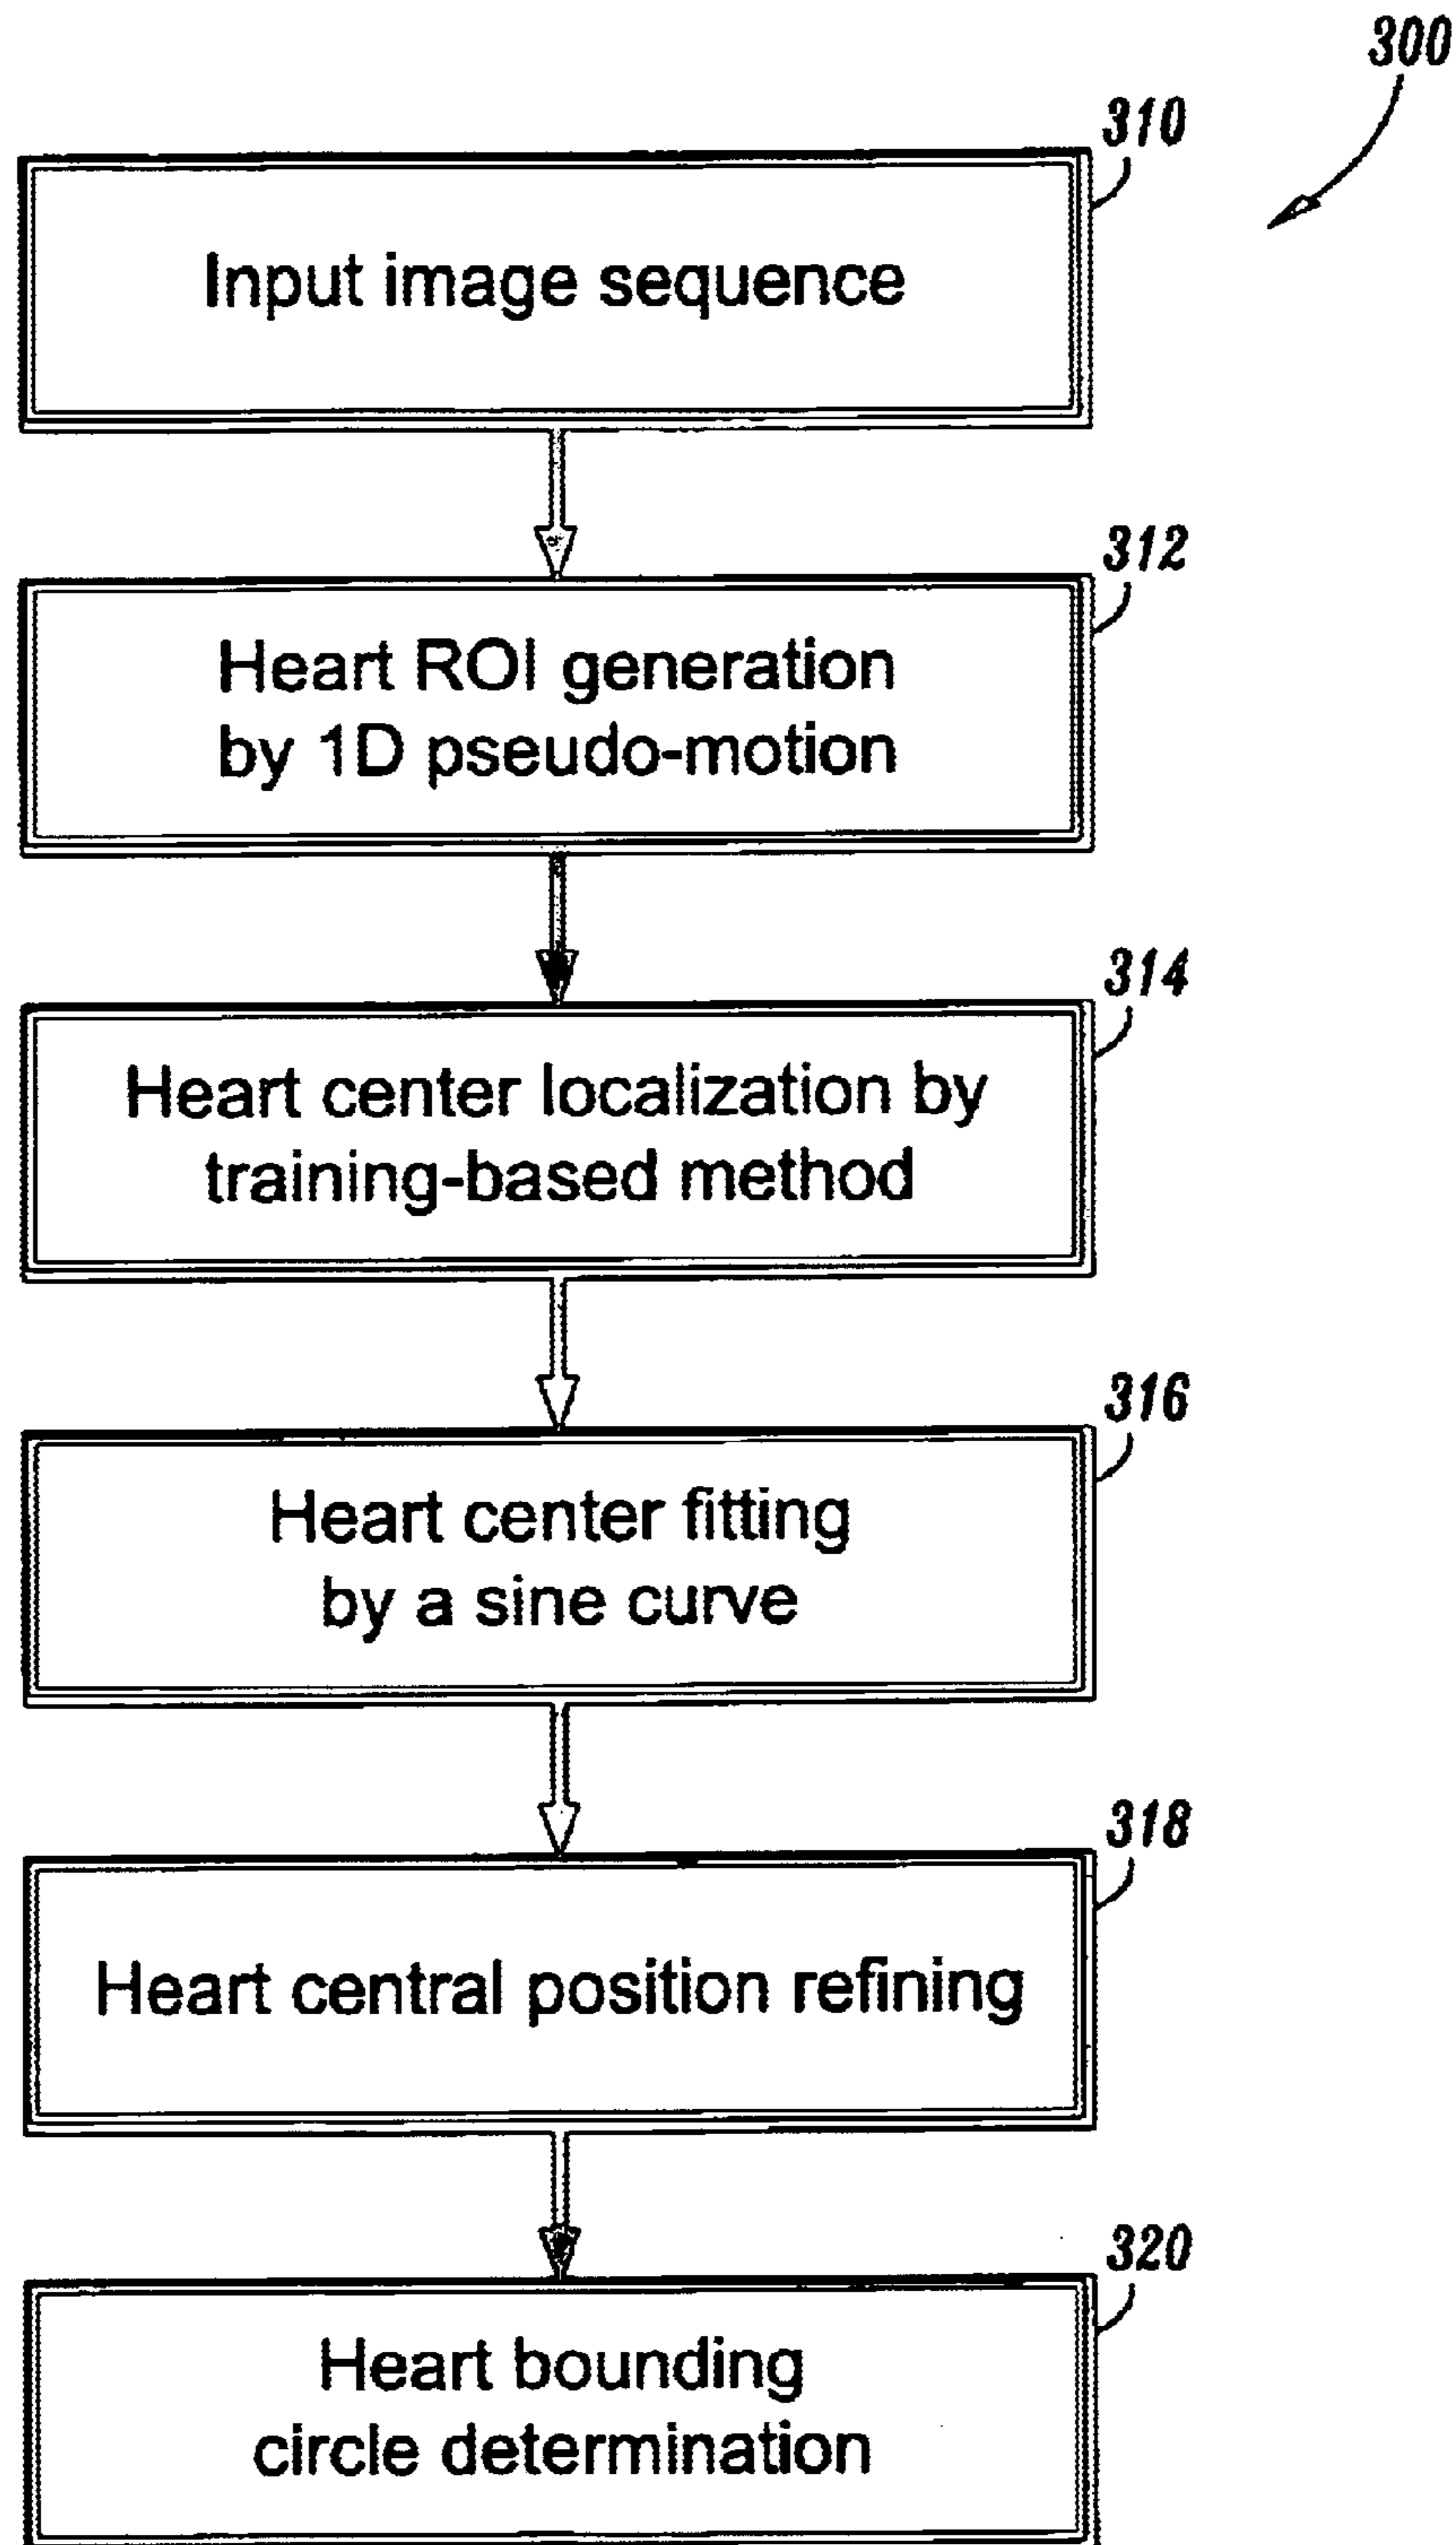 300
310
Input image sequence
312
Heart ROI generation
by 1D pseudo-motion
314
Heart center localization by
training-based method
316
Heart center fitting
by a sine curve
318
Heart central position refining
320
Heart bounding
circle determination